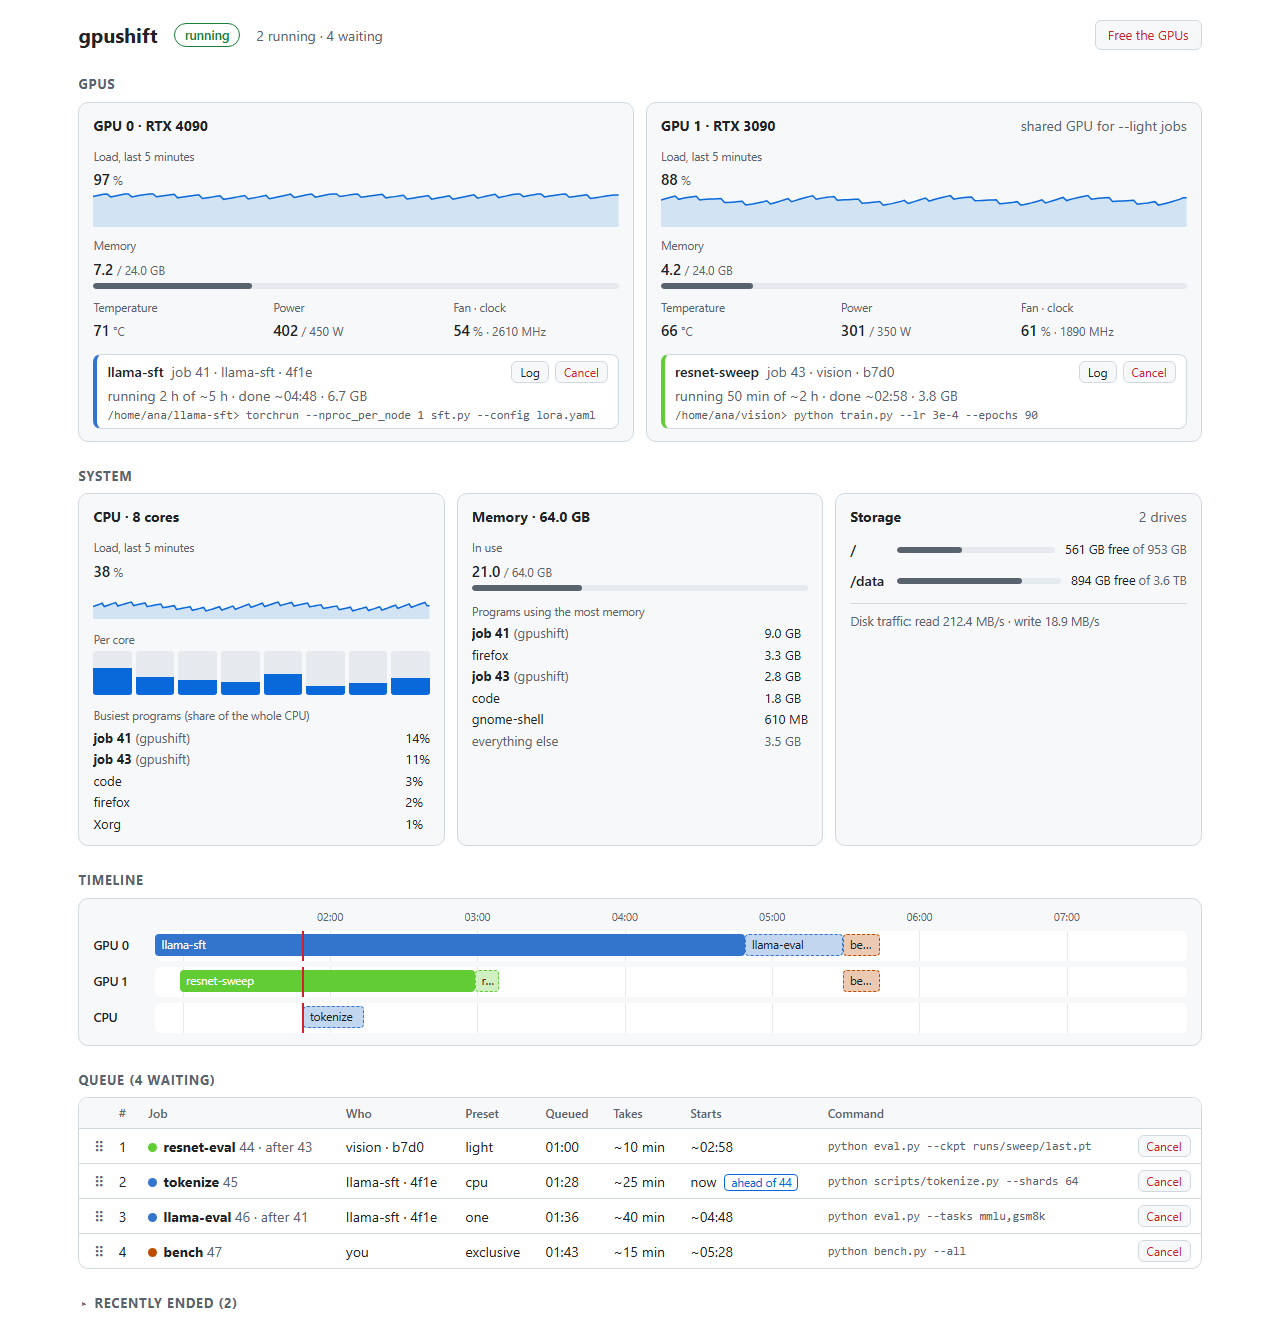 gpushift running 2 running · 4 waiting Free the GPUs
GPUS
GPU 0 · RTX 4090
Load, last 5 minutes
97 %
Memory
7.2 / 24.0 GB
Temperature Power Fan · clock
71 °C 402 / 450 W 54 % · 2610 MHz
llama-sft job 41 · llama-sft · 4f1e Log Cancel
running 2 h of ~5 h · done ~04:48 · 6.7 GB
/home/ana/llama-sft> torchrun --nproc_per_node 1 sft.py --config lora.yaml
GPU 1 · RTX 3090 shared GPU for --light jobs
Load, last 5 minutes
88 %
Memory
4.2 / 24.0 GB
Temperature Power Fan · clock
66 °C 301 / 350 W 61 % · 1890 MHz
resnet-sweep job 43 · vision · b7d0 Log Cancel
running 50 min of ~2 h · done ~02:58 · 3.8 GB
/home/ana/vision> python train.py --lr 3e-4 --epochs 90
SYSTEM
CPU · 8 cores
Load, last 5 minutes
38 %
Per core
Busiest programs (share of the whole CPU)
job 41 (gpushift) 14%
job 43 (gpushift) 11%
code 3%
firefox 2%
Xorg 1%
Memory · 64.0 GB
In use
21.0 / 64.0 GB
Programs using the most memory
job 41 (gpushift) 9.0 GB
firefox 3.3 GB
job 43 (gpushift) 2.8 GB
code 1.8 GB
gnome-shell 610 MB
everything else 3.5 GB
Storage 2 drives
/ 561 GB free of 953 GB
/data 894 GB free of 3.6 TB
Disk traffic: read 212.4 MB/s · write 18.9 MB/s
TIMELINE
02:00 03:00 04:00 05:00 06:00 07:00
GPU 0 llama-sft llama-eval be...
GPU 1 resnet-sweep r... be...
CPU tokenize
QUEUE (4 WAITING)
# Job Who Preset Queued Takes Starts Command
1 resnet-eval 44 · after 43 vision · b7d0 light 01:00 ~10 min ~02:58 python eval.py --ckpt runs/sweep/last.pt Cancel
2 tokenize 45 llama-sft · 4f1e cpu 01:28 ~25 min now ahead of 44 python scripts/tokenize.py --shards 64 Cancel
3 llama-eval 46 · after 41 llama-sft · 4f1e one 01:36 ~40 min ~04:48 python eval.py --tasks mmlu,gsm8k Cancel
4 bench 47 you exclusive 01:43 ~15 min ~05:28 python bench.py --all Cancel
RECENTLY ENDED (2)